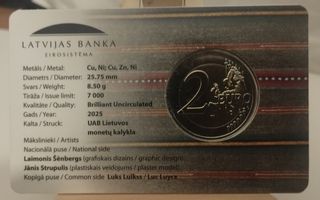 LATVIJAS BANKA
EIROSISTĒMA
Metāls / Metal: Cu, Ni; Cu, Zn, Ni
Diametrs / Diameter: 25.75 mm
Svars / Weight: 8.50 g
Tirāža / Issue limit: 7 000
Kvalitāte / Quality: Brilliant Uncirculated
Gads / Year: 2025
Kalta / Struck: UAB Lietuvos
monetų kalykla
Mākslinieki / Artists
Nacionālā puse / National side
Laimonis Šēnbergs (grafiskais dizains / graphic design)
Jānis Strupulis (plastiskais veidojums / plaster model)
Kopīgā puse / Common side Luks Luikss / Luc Luycx
2 EURO